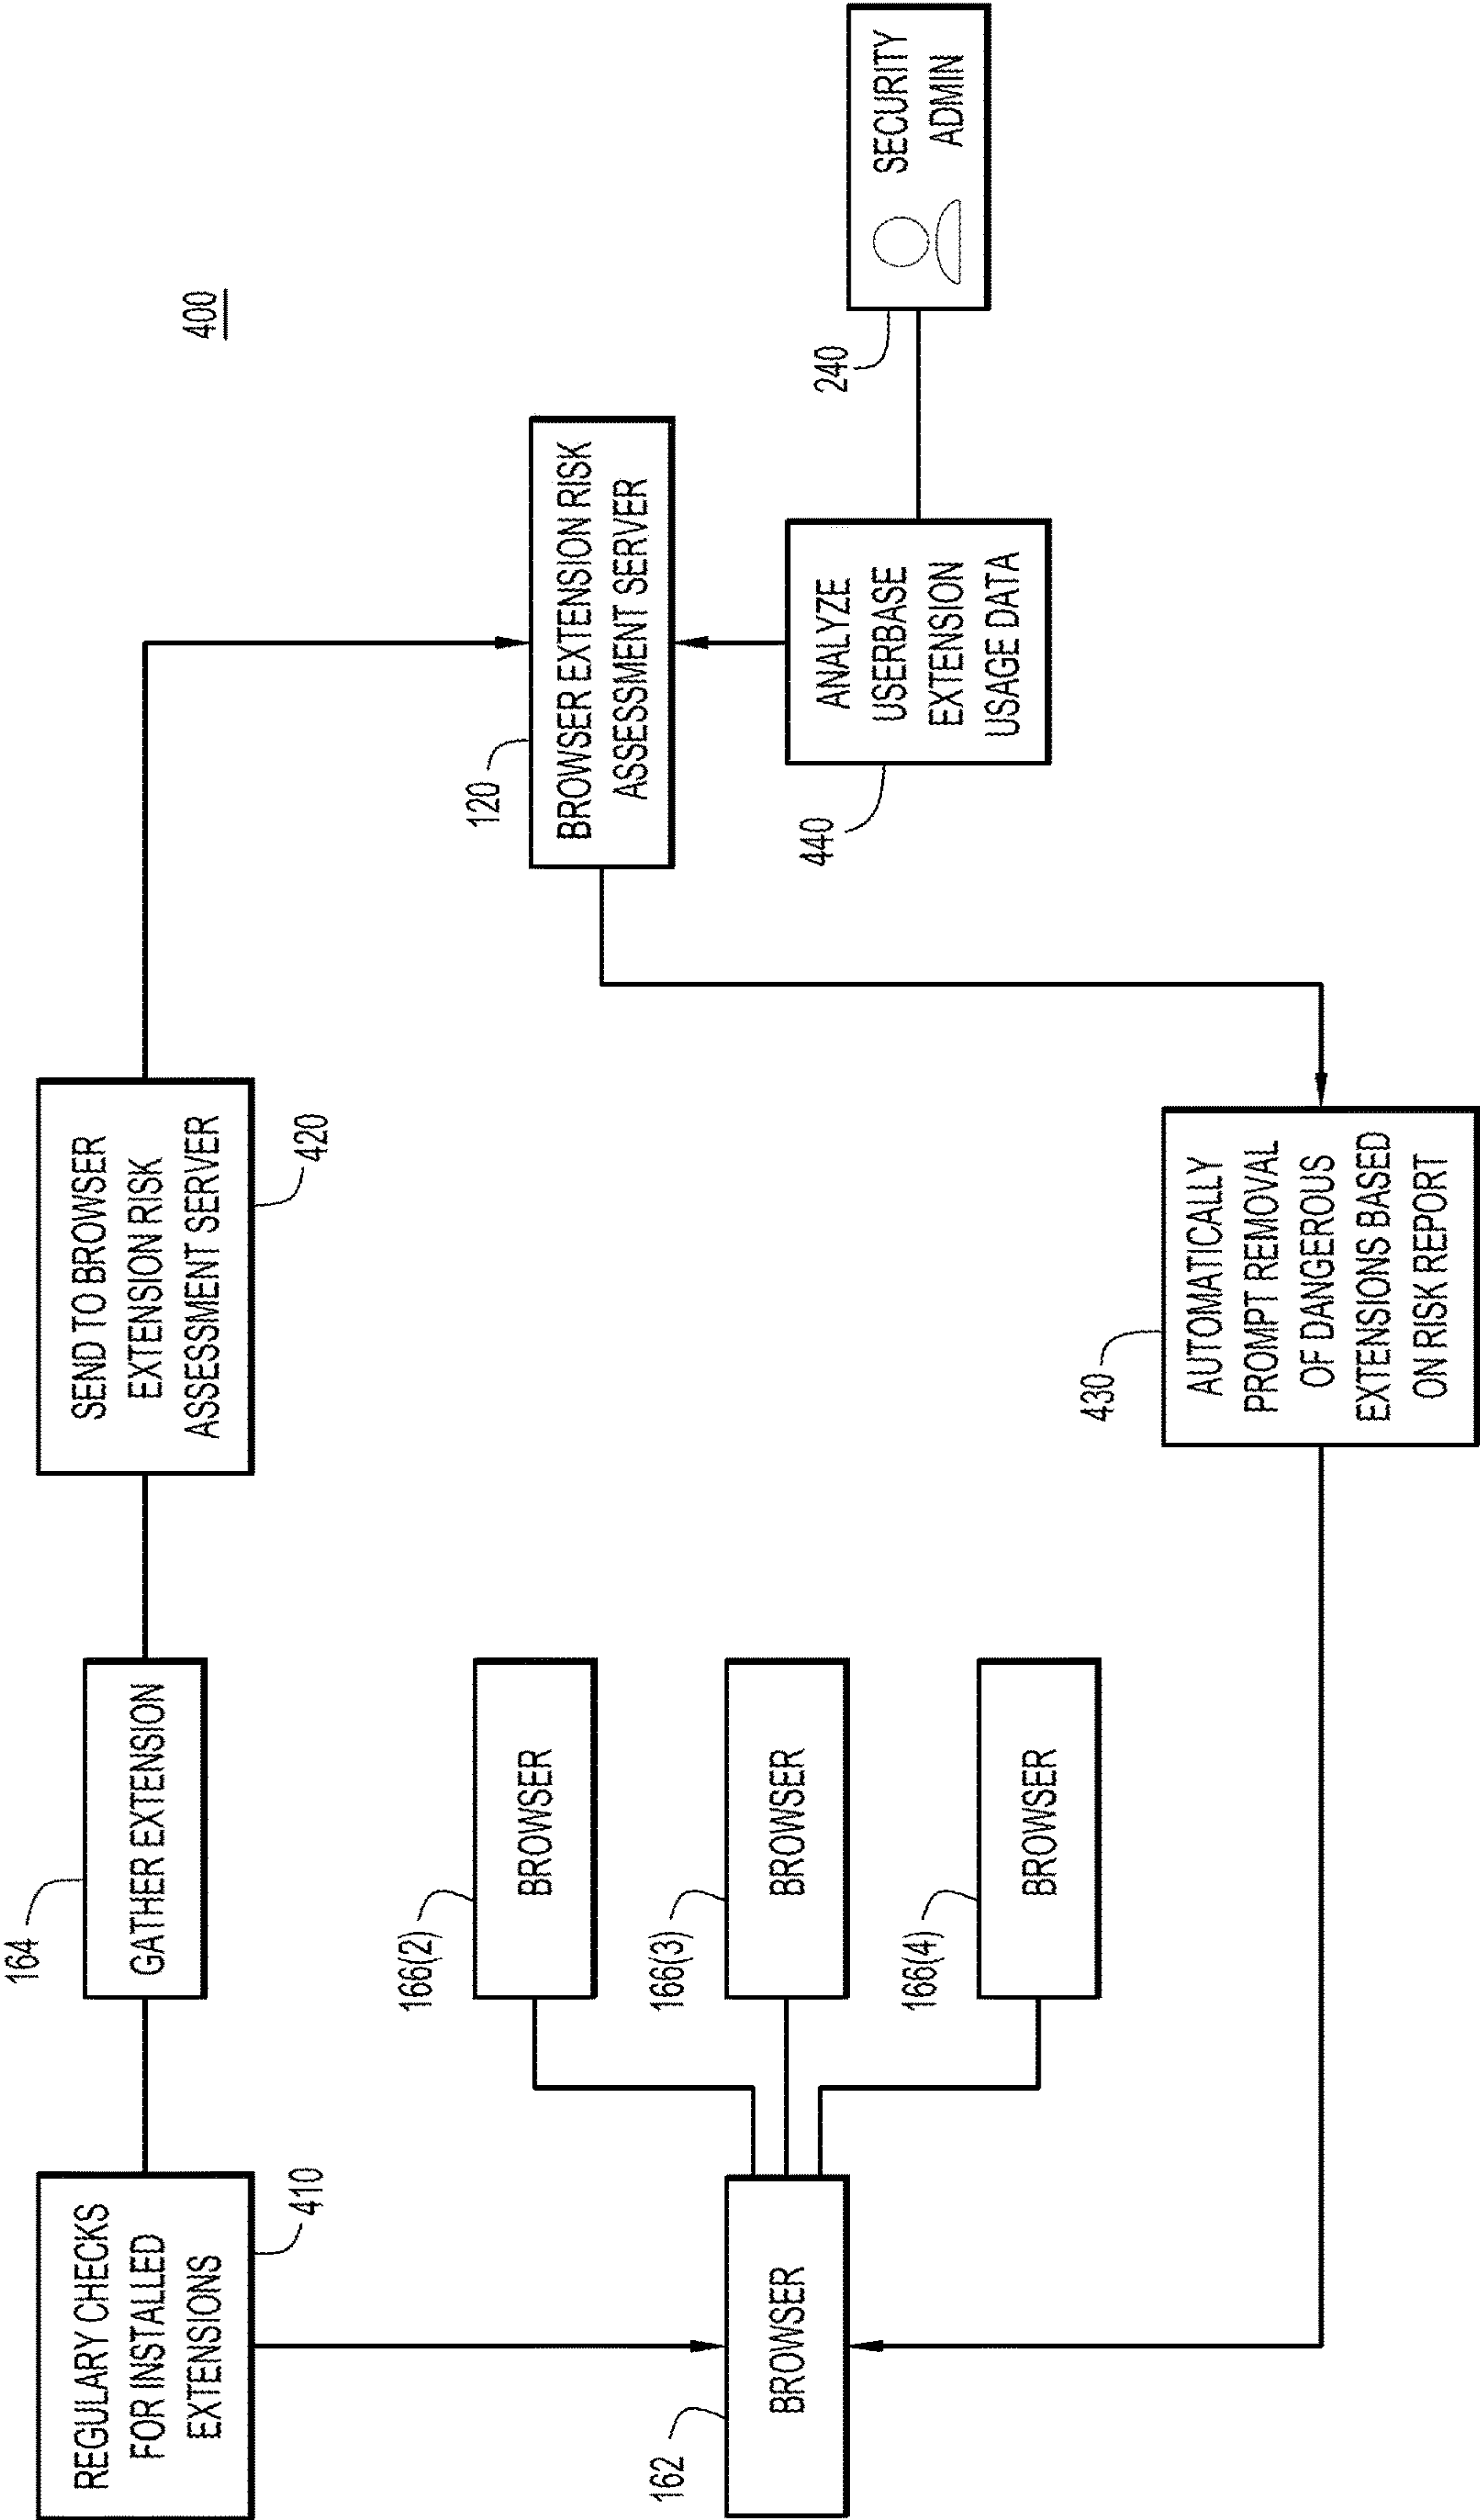 400
REGULARY CHECKS
FOR INSTALLED
EXTENSIONS
410
164
GATHER EXTENSION
SEND TO BROWSER
EXTENSION RISK
ASSESSMENT SERVER
420
162
BROWSER
166(2)
BROWSER
166(3)
BROWSER
166(4)
BROWSER
120
BROWSER EXTENSION RISK
ASSESSMENT SERVER
440
ANALYZE
USERBASE
EXTENSION
USAGE DATA
240
SECURITY
ADMIN
430
AUTOMATICALLY
PROMPT REMOVAL
OF DANGEROUS
EXTENSIONS BASED
ON RISK REPORT